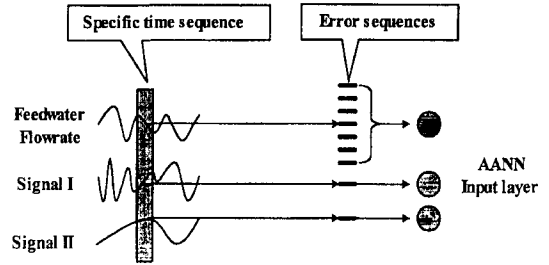 Specific time sequence
Error sequences
Feedwater
Flowrate
Signal I
Signal II
AANN
Input layer